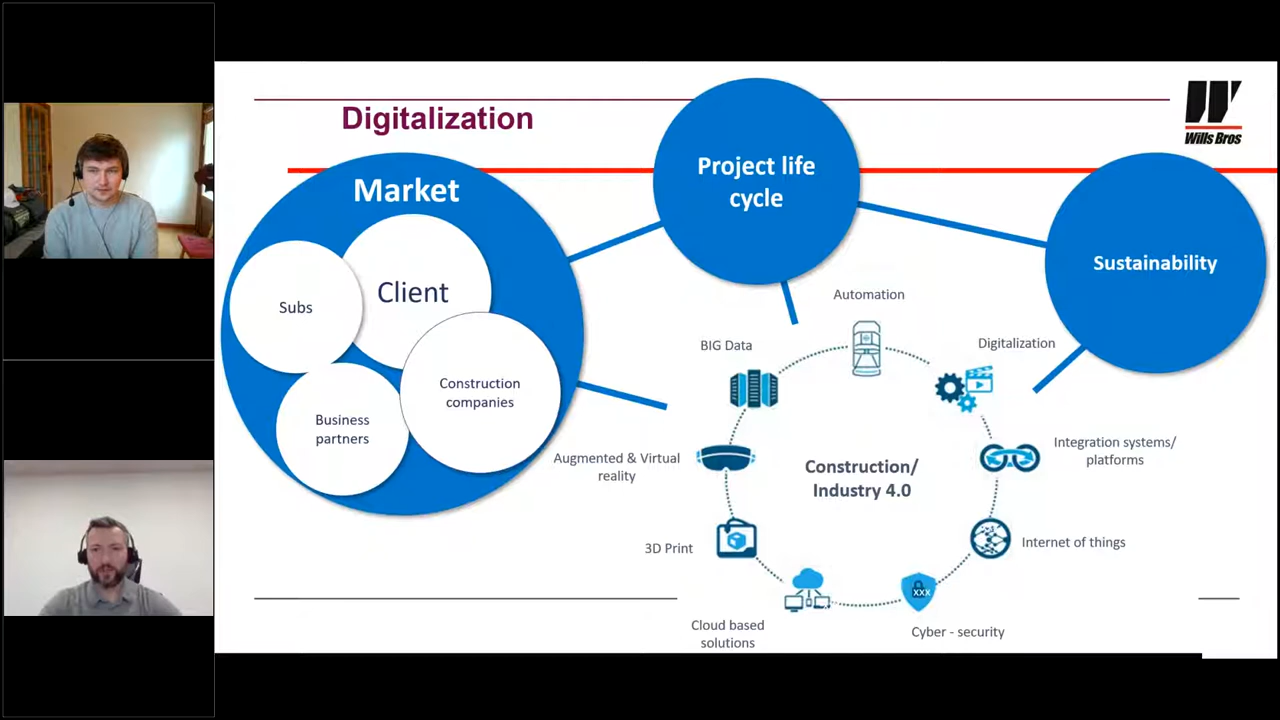 Digitalization
Wills Bros
Market
Subs
Client
Construction
companies
Business
partners
Project life
cycle
Sustainability
Automation
BIG Data
Digitalization
Augmented & Virtual
reality
Integration systems/
platforms
Construction/
Industry 4.0
3D Print
Internet of things
XXX
Cloud based
solutions
Cyber - security